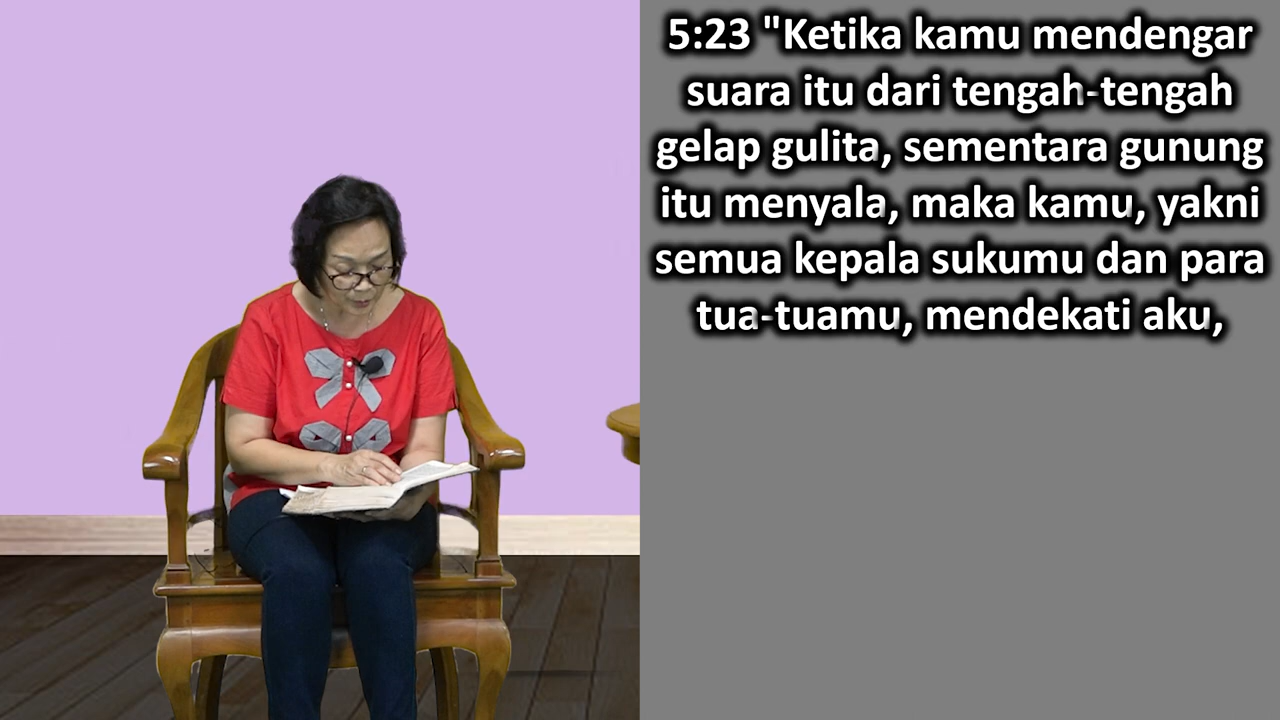 5:23 "Ketika kamu mendengar
suara itu dari tengah-tengah
gelap gulita, sementara gunung
itu menyala, maka kamu, yakni
semua kepala sukumu dan para
tua-tuamu, mendekati aku,